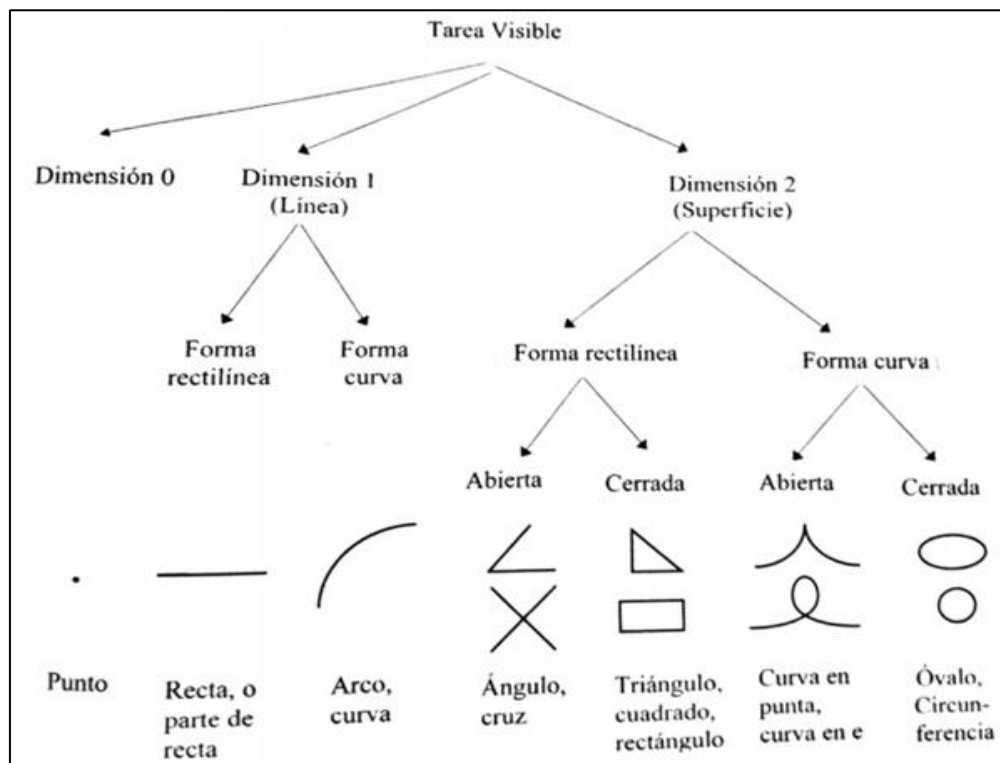 Tarea Visible
Dimensión 0
Dimensión 1
(Línea)
Dimensión 2
(Superficie)
Forma
rectilínea
Forma
curva
Forma rectilínea
Forma curva
Abierta
Cerrada
Abierta
Cerrada
Punto
Recta, o
parte de
recta
Arco,
curva
Ángulo,
cruz
Triángulo,
cuadrado,
rectángulo
Curva en
punta,
curva en e
Óvalo,
Circun-
ferencia